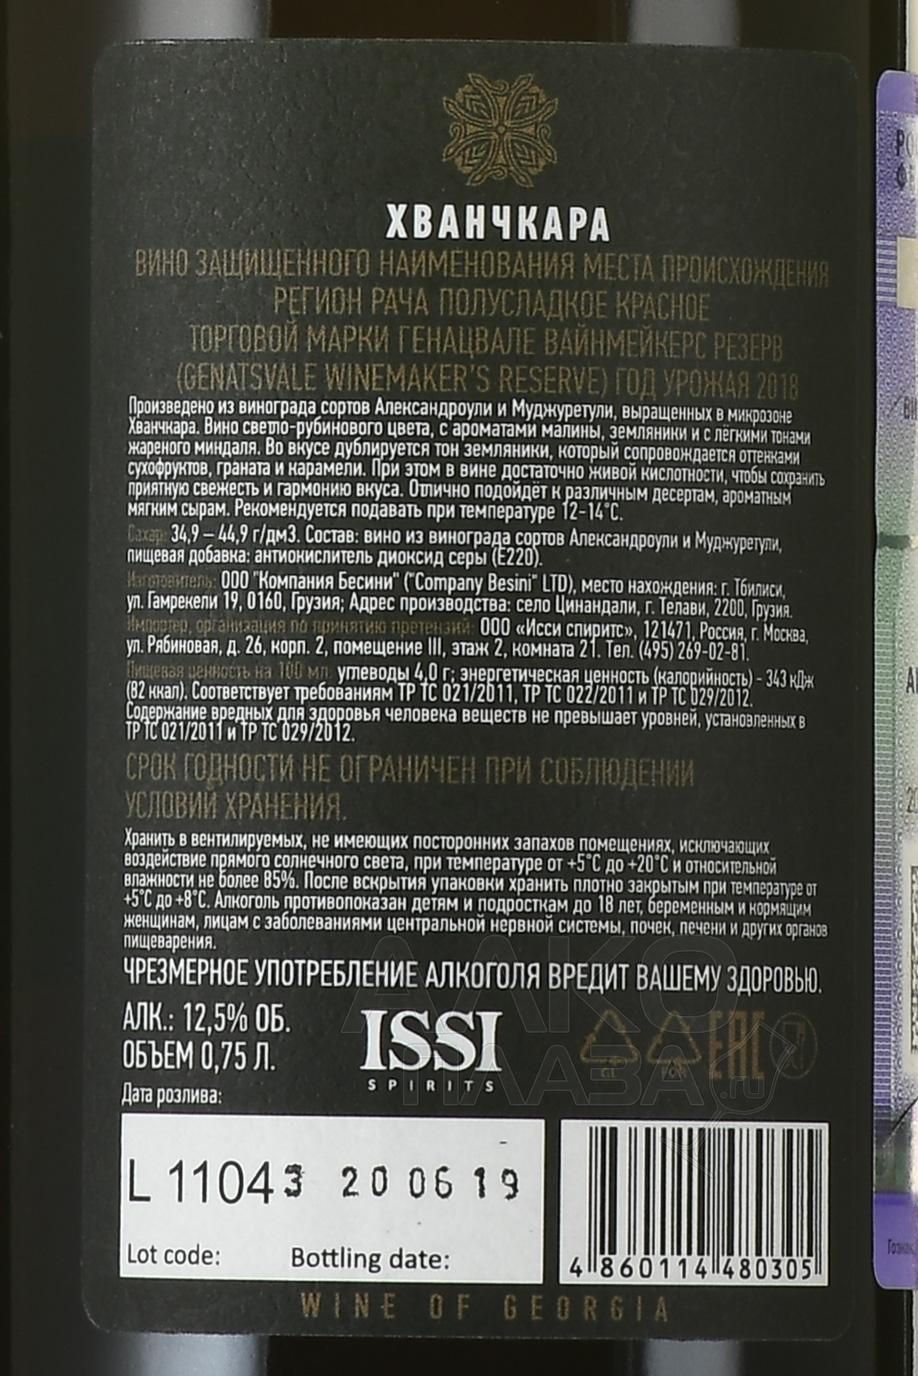 ХВАНЧКАРА
ВИНО ЗАЩИЩЕННОГО НАИМЕНОВАНИЯ МЕСТА ПРОИСХОЖДЕНИЯ
РЕГИОН РАЧА ПОЛУСЛАДКОЕ КРАСНОЕ
ТОРГОВОЙ МАРКИ ГЕНАЦВАЛЕ ВАЙНМЕЙКЕРС РЕЗЕРВ
(GENATSVALE WINEMAKER'S RESERVE) ГОД УРОЖАЯ 2018
Произведено из винограда сортов Александроули и Муджуретули, выращенных в микрозоне
Хванчкара. Вино светло-рубинового цвета, с ароматами малины, земляники и с лёгкими тонами
жареного миндаля. Во вкусе дублируется тон земляники, который сопровождается оттенками
сухофруктов, граната и карамели. При этом в вине достаточно живой кислотности, чтобы сохранить
приятную свежесть и гармонию вкуса. Отлично подойдёт к различным десертам, ароматным
мягким сырам. Рекомендуется подавать при температуре 12-14°С.
Сахар: 34,9 – 44,9 г/дм3. Состав: вино из винограда сортов Александроули и Муджуретули,
пищевая добавка: антиокислитель диоксид серы (Е220).
Изготовитель: ООО "Компания Бесини" ("Company Besini" LTD), место нахождения: г. Тбилиси,
ул. Гамрекели 19, 0160, Грузия; Адрес производства: село Цинандали, г. Телави, 2200, Грузия.
Импортер, организация по принятию претензий: ООО «Исси спиритс», 121471, Россия, г. Москва,
ул. Рябиновая, д. 26, корп. 2, помещение III, этаж 2, комната 21. Тел. (495) 269-02-81.
Пищевая ценность на 100 мл: углеводы 4,0 г; энергетическая ценность (калорийность) - 343 кДж
(82 ккал). Соответствует требованиям ТР ТС 021/2011, ТР ТС 022/2011 и ТР ТС 029/2012.
Содержание вредных для здоровья человека веществ не превышает уровней, установленных в
ТР ТС 021/2011 и ТР ТС 029/2012.
СРОК ГОДНОСТИ НЕ ОГРАНИЧЕН ПРИ СОБЛЮДЕНИИ
УСЛОВИЙ ХРАНЕНИЯ.
Хранить в вентилируемых, не имеющих посторонних запахов помещениях, исключающих
воздействие прямого солнечного света, при температуре от +5°С до +20°С и относительной
влажности не более 85%. После вскрытия упаковки хранить плотно закрытым при температуре от
+5°С до +8°С. Алкоголь противопоказан детям и подросткам до 18 лет, беременным и кормящим
женщинам, лицам с заболеваниями центральной нервной системы, почек, печени и других органов
пищеварения.
ЧРЕЗМЕРНОЕ УПОТРЕБЛЕНИЕ АЛКОГОЛЯ ВРЕДИТ ВАШЕМУ ЗДОРОВЬЮ.
АЛК.: 12,5% ОБ.
ОБЪЕМ 0,75 Л.
ISSI
SPIRITS
GL
FOR
EAC
АЛКО
ПЛАЗА.ru
Дата розлива:
L 11043 20 06 19
Lot code: Bottling date:
4 860114 480305
WINE OF GEORGIA